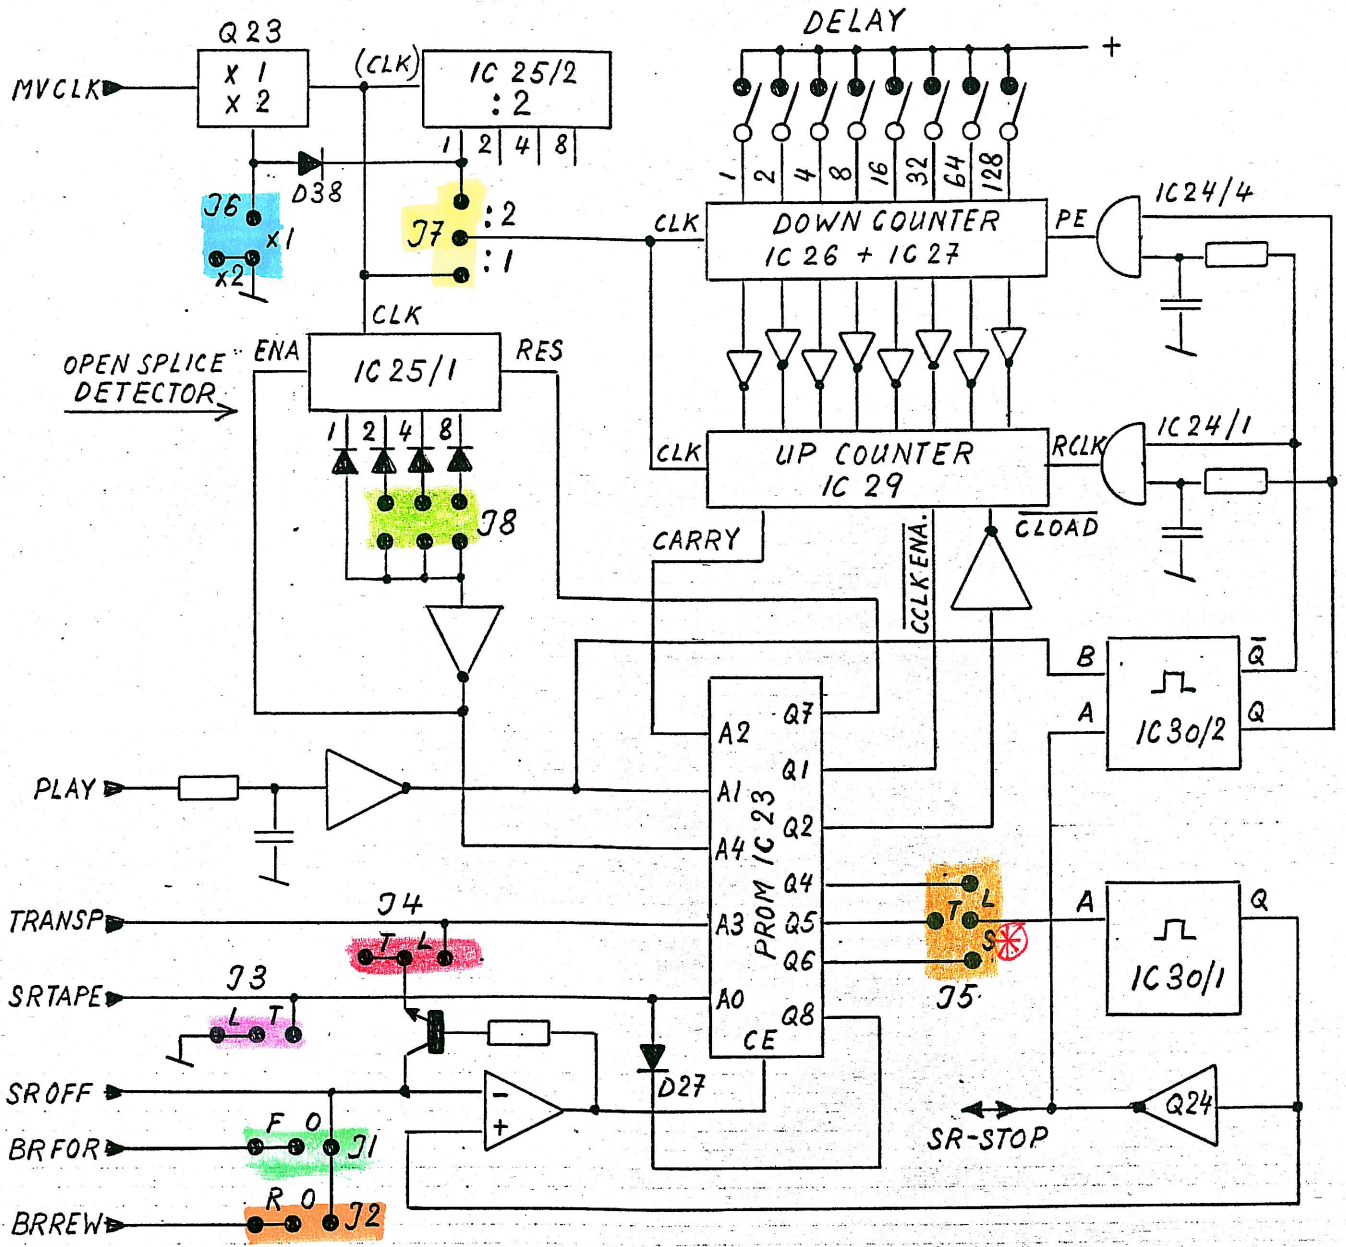 DELAY
+
Q23
MVCLK
x 1
x 2
(CLK)
IC 25/2
:2
1 2 4 8
D38
J6
x1
x2
J7
:2
:1
1 2 4 8 16 32 64 128
CLK
DOWN COUNTER
IC 26 + IC 27
PE
IC24/4
OPEN SPLICE
DETECTOR
ENA
CLK
IC 25/1
RES
1 2 4 8
J8
CLK
UP COUNTER
IC 29
RCLK
IC24/1
CARRY
CCLK ENA.
CLOAD
PLAY
TRANSP
J4
T L
SRTAPE
J3
L T
SROFF
BRFOR
F O
J1
BRREW
R O
J2
D27
PROM IC 23
A2
A1
A4
A3
A0
CE
Q7
Q1
Q2
Q4
Q5
Q6
Q8
L
T
S
J5
B
A
Q̅
Q
IC30/2
A
Q
IC30/1
-
+
Q24
SR-STOP